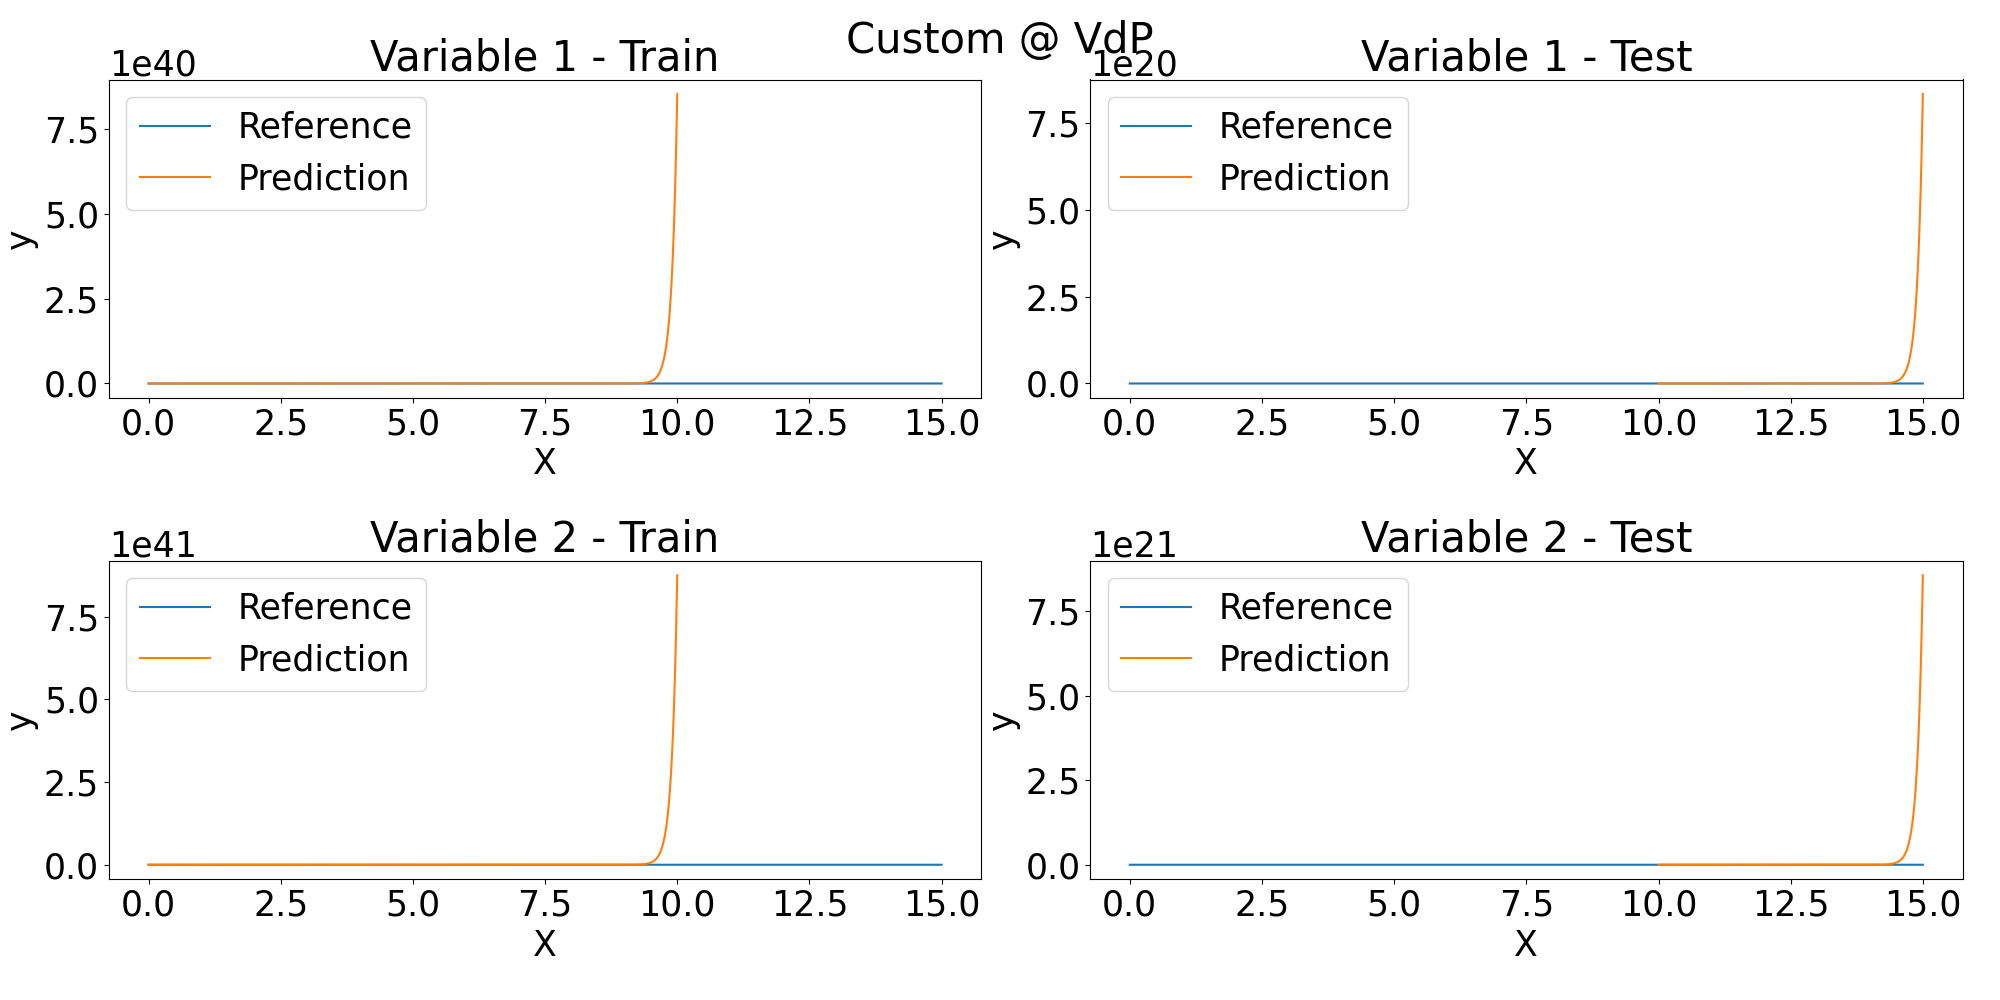 Custom @ VdP
Variable 1 - Train
1e40
Reference
Prediction
7.5
5.0
2.5
0.0
y
0.0 2.5 5.0 7.5 10.0 12.5 15.0
X
Variable 1 - Test
1e20
Reference
Prediction
7.5
5.0
2.5
0.0
y
0.0 2.5 5.0 7.5 10.0 12.5 15.0
X
Variable 2 - Train
1e41
Reference
Prediction
7.5
5.0
2.5
0.0
y
0.0 2.5 5.0 7.5 10.0 12.5 15.0
X
Variable 2 - Test
1e21
Reference
Prediction
7.5
5.0
2.5
0.0
y
0.0 2.5 5.0 7.5 10.0 12.5 15.0
X